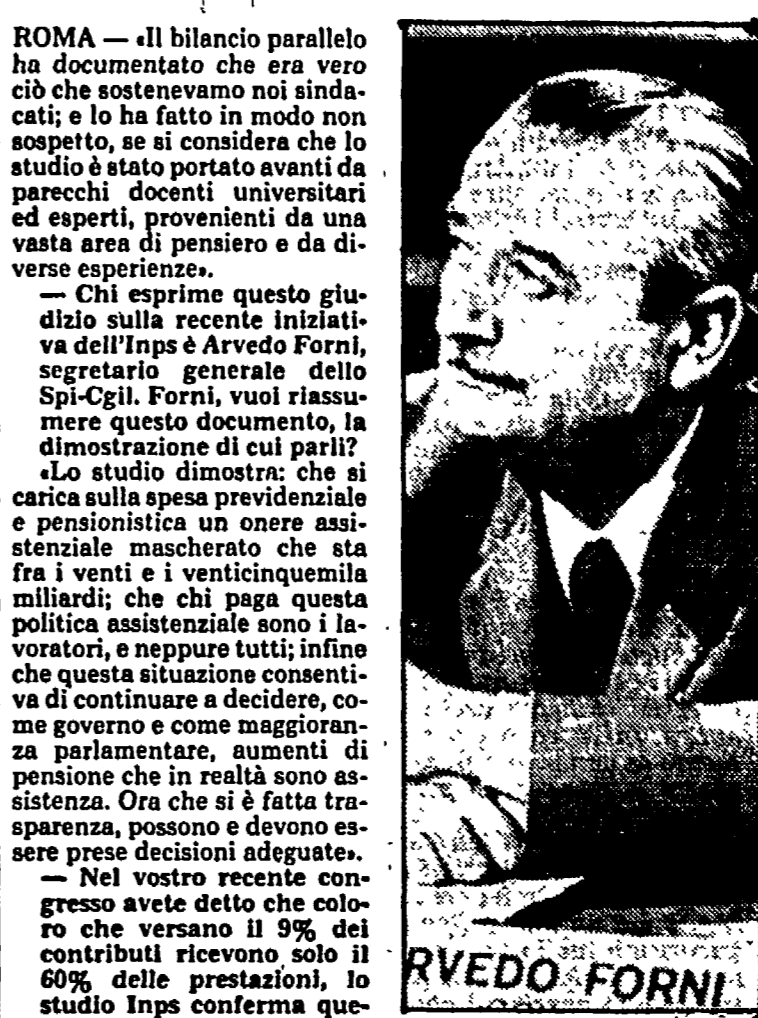 ROMA — «Il bilancio parallelo
ha documentato che era vero
ciò che sostenevamo noi sinda-
cati; e lo ha fatto in modo non
sospetto, se si considera che lo
studio è stato portato avanti da
parecchi docenti universitari
ed esperti, provenienti da una
vasta area di pensiero e da di-
verse esperienze».
— Chi esprime questo giu-
dizio sulla recente iniziati-
va dell'Inps è Arvedo Forni,
segretario generale dello
Spi-Cgil. Forni, vuoi riassu-
mere questo documento, la
dimostrazione di cui parli?
«Lo studio dimostra: che si
carica sulla spesa previdenziale
e pensionistica un onere assi-
stenziale mascherato che sta
fra i venti e i venticinquemila
miliardi; che chi paga questa
politica assistenziale sono i la-
voratori, e neppure tutti; infine
che questa situazione consenti-
va di continuare a decidere, co-
me governo e come maggioran-
za parlamentare, aumenti di
pensione che in realtà sono as-
sistenza. Ora che si è fatta tra-
sparenza, possono e devono es-
sere prese decisioni adeguate».
— Nel vostro recente con-
gresso avete detto che colo-
ro che versano il 9% dei
contributi ricevono solo il
60% delle prestazioni, lo
studio Inps conferma que-
RVEDO FORNI